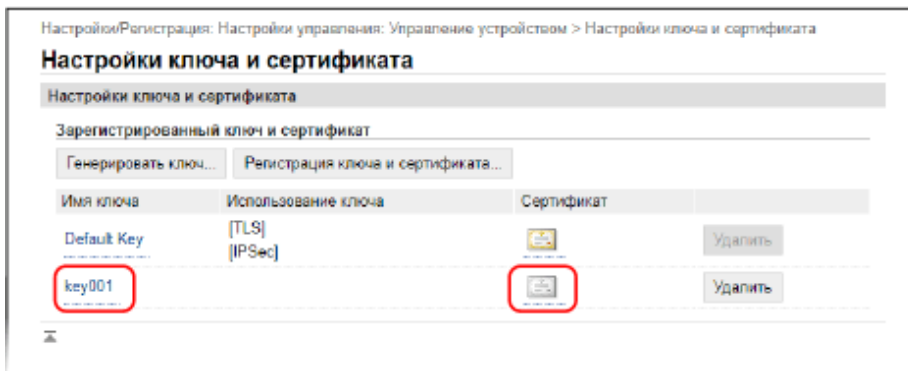 Настройки/Регистрация: Настройки управления: Управление устройством > Настройки ключа и сертификата
Настройки ключа и сертификата
Настройки ключа и сертификата
Зарегистрированный ключ и сертификат
Генерировать ключ... Регистрация ключа и сертификата...
Имя ключа Использование ключа Сертификат
Default Key [TLS] Удалить
[IPSec]
key001 Удалить